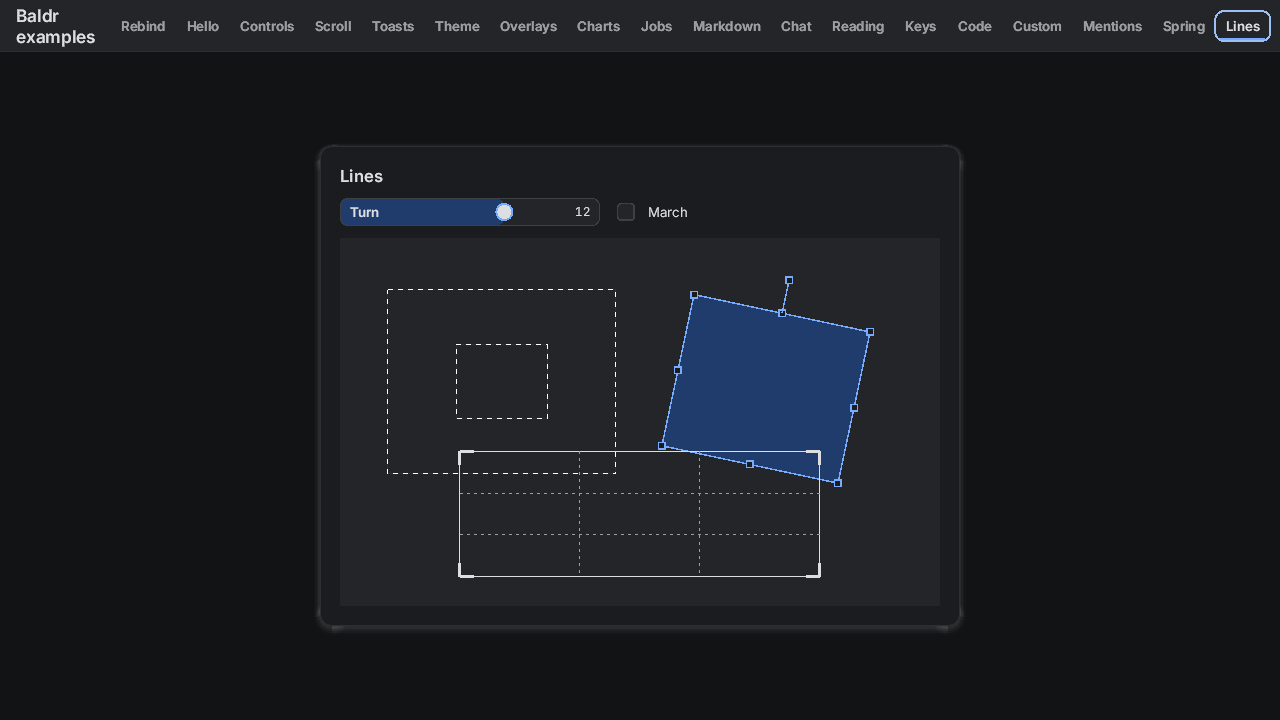 Baldr
examples
Rebind Hello Controls Scroll Toasts Theme Overlays Charts Jobs Markdown Chat Reading Keys Code Custom Mentions Spring Lines
Lines
Turn 12 March